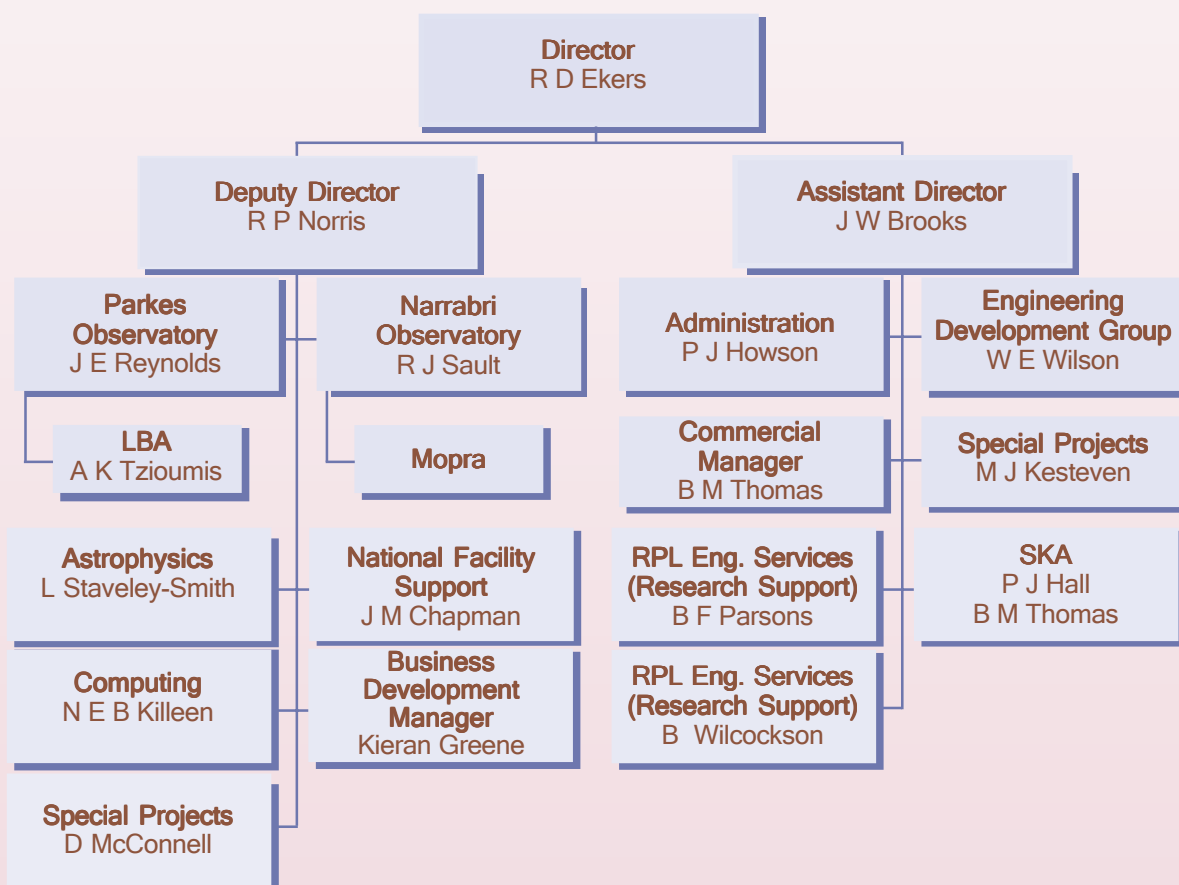 Director
R D Ekers
Deputy Director
R P Norris
Assistant Director
J W Brooks
Parkes
Observatory
J E Reynolds
Narrabri
Observatory
R J Sault
Administration
P J Howson
Engineering
Development Group
W E Wilson
LBA
A K Tzioumis
Mopra
Commercial
Manager
B M Thomas
Special Projects
M J Kesteven
Astrophysics
L Staveley-Smith
National Facility
Support
J M Chapman
RPL Eng. Services
(Research Support)
B F Parsons
SKA
P J Hall
B M Thomas
Computing
N E B Killeen
Business
Development
Manager
Kieran Greene
RPL Eng. Services
(Research Support)
B Wilcockson
Special Projects
D McConnell